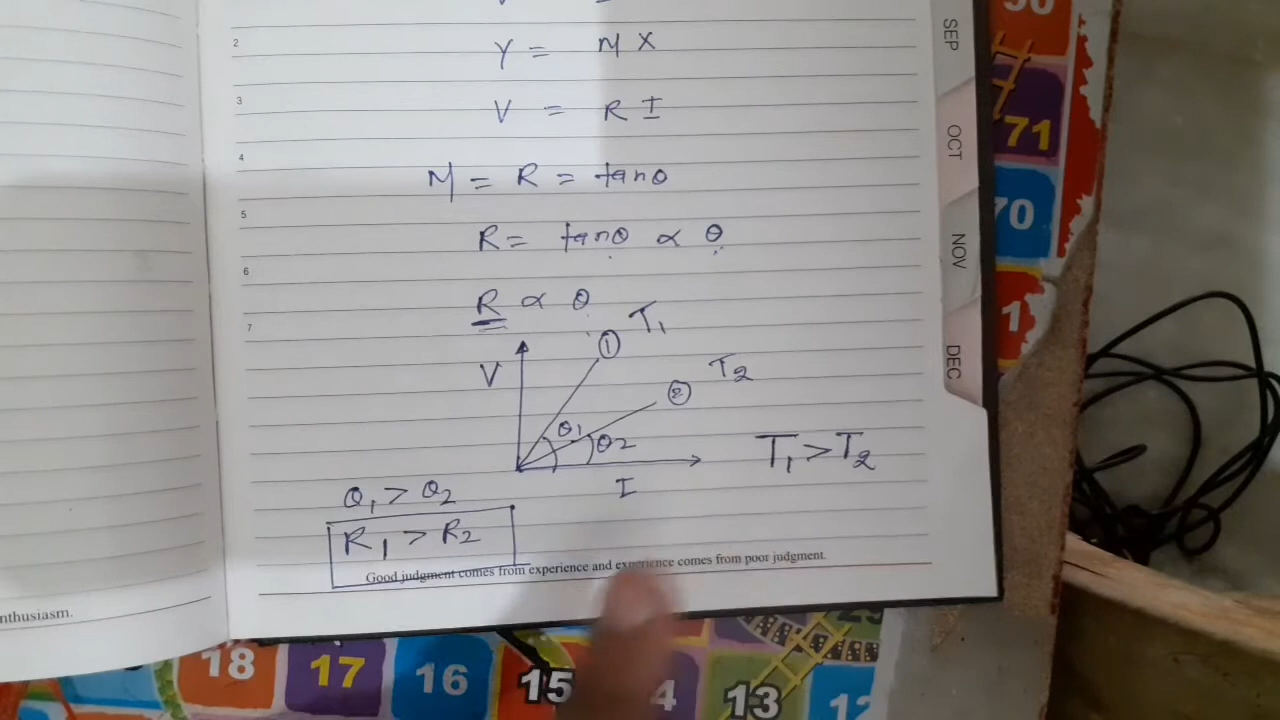 SEP
OCT
NOV
DEC
2
Y = M X
3
V = R I
4
M = R = tanθ
5
R = tanθ ∝ θ
6
R ∝ θ
7
① T₁
V
② T₂
θ₁
θ₂
T₁ > T₂
I
θ₁ > θ₂
R₁ > R₂
Good judgment comes from experience and experience comes from poor judgment.
nthusiasm.
71
70
1
18
17
16
15
4
13